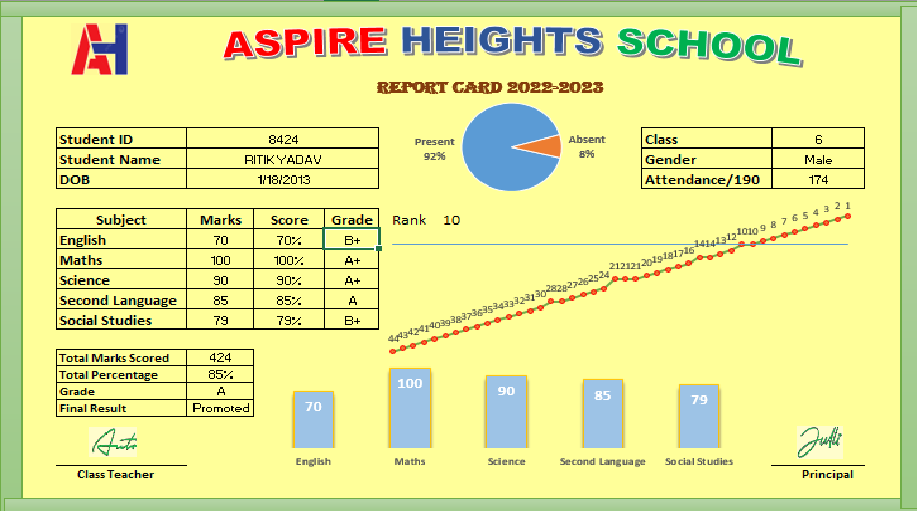 AH
ASPIRE HEIGHTS SCHOOL
REPORT CARD 2022-2023
Student ID 8424
Student Name RITIK YADAV
DOB 1/18/2013
Present 92%
Absent 8%
Class 6
Gender Male
Attendance/190 174
Subject Marks Score Grade
English 70 70% B+
Maths 100 100% A+
Science 90 90% A+
Second Language 85 85% A
Social Studies 79 79% B+
Rank 10
44 43 42 41 40 39 38 37 36 35 34 33 32 31 30 28 28 27 26 25 24 21 21 21 20 19 18 17 16 14 14 13 12 10 10 9 8 7 6 5 4 3 2 1
Total Marks Scored 424
Total Percentage 85%
Grade A
Final Result Promoted
70 100 90 85 79
English Maths Science Second Language Social Studies
Class Teacher
Principal